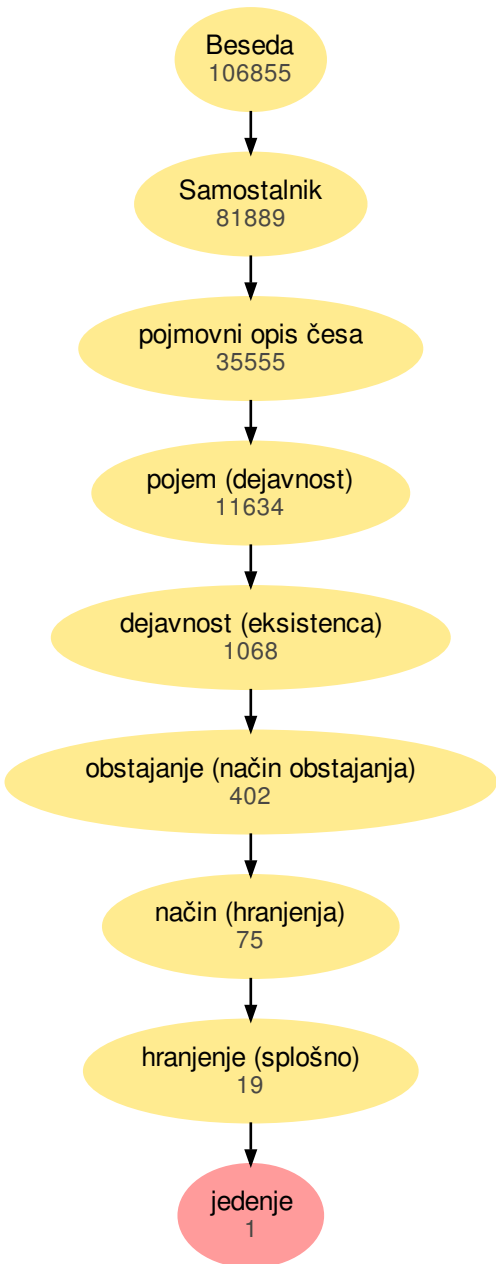 Beseda
106855
Samostalnik
81889
pojmovni opis česa
35555
pojem (dejavnost)
11634
dejavnost (eksistenca)
1068
obstajanje (način obstajanja)
402
način (hranjenja)
75
hranjenje (splošno)
19
jedenje
1